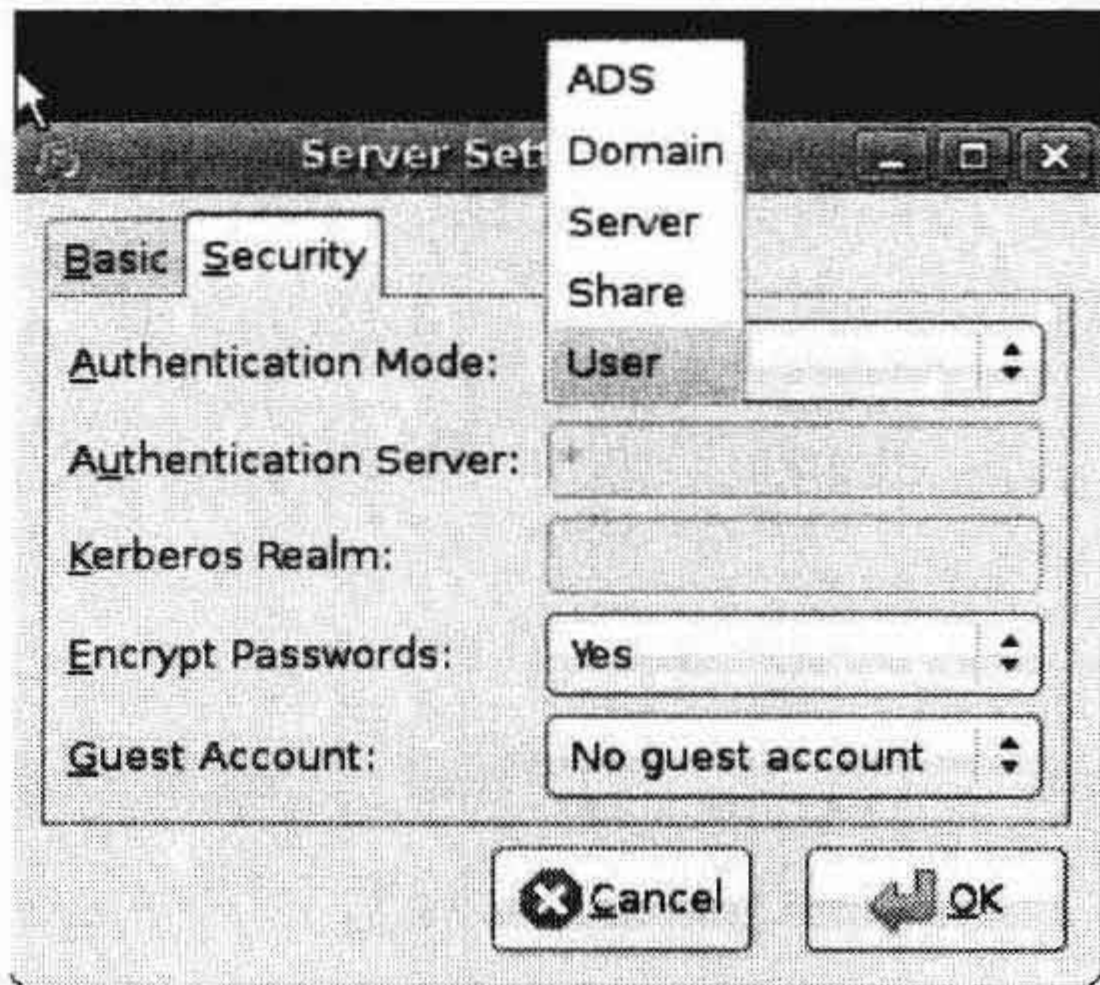 ADS
Server Sett
Domain
Server
Basic
Security
Share
Authentication Mode:
User
Authentication Server:
*
Kerberos Realm:
Encrypt Passwords:
Yes
Guest Account:
No guest account
Cancel
OK